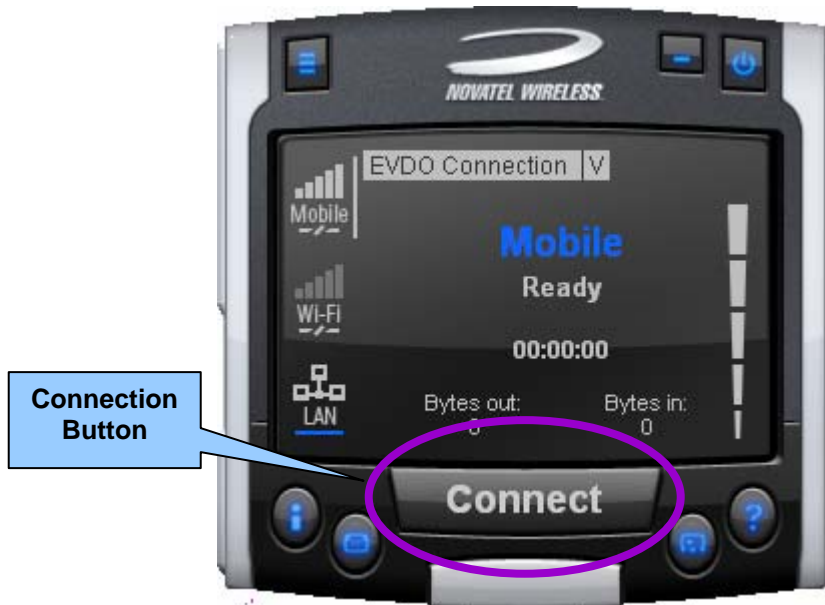 NOVATEL WIRELESS
EVDO Connection V
Mobile
Mobile
Ready
Wi-Fi
00:00:00
LAN
Bytes out:
0
Bytes in:
0
Connection
Button
Connect
i
?